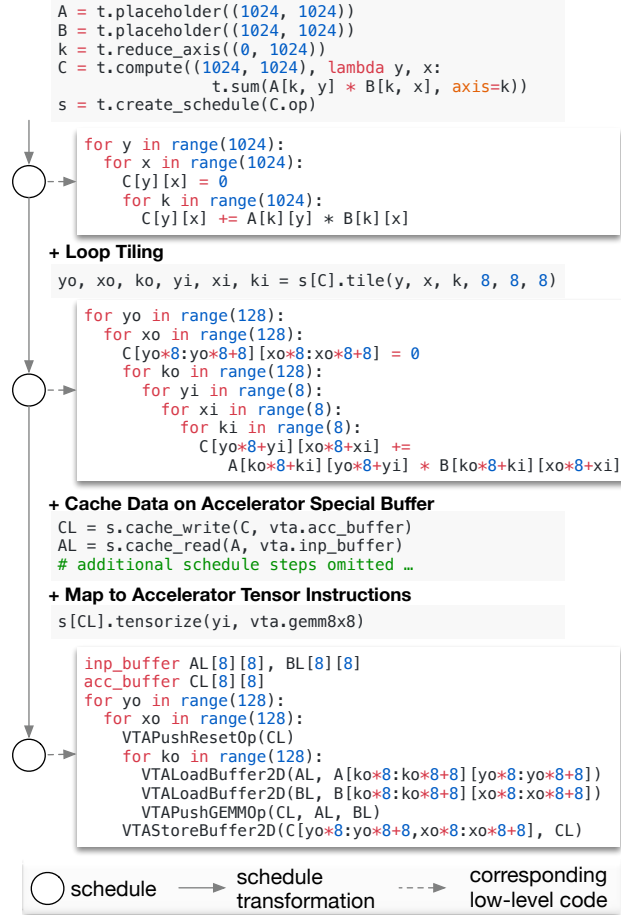 A = t.placeholder((1024, 1024))
B = t.placeholder((1024, 1024))
k = t.reduce_axis((0, 1024))
C = t.compute((1024, 1024), lambda y, x:
t.sum(A[k, y] * B[k, x], axis=k))
s = t.create_schedule(C.op)
for y in range(1024):
for x in range(1024):
C[y][x] = 0
for k in range(1024):
C[y][x] += A[k][y] * B[k][x]
+ Loop Tiling
yo, xo, ko, yi, xi, ki = s[C].tile(y, x, k, 8, 8, 8)
for yo in range(128):
for xo in range(128):
C[yo*8:yo*8+8][xo*8:xo*8+8] = 0
for ko in range(128):
for yi in range(8):
for xi in range(8):
for ki in range(8):
C[yo*8+yi][xo*8+xi] +=
A[ko*8+ki][yo*8+yi] * B[ko*8+ki][xo*8+xi]
+ Cache Data on Accelerator Special Buffer
CL = s.cache_write(C, vta.acc_buffer)
AL = s.cache_read(A, vta.inp_buffer)
# additional schedule steps omitted …
+ Map to Accelerator Tensor Instructions
s[CL].tensorize(yi, vta.gemm8x8)
inp_buffer AL[8][8], BL[8][8]
acc_buffer CL[8][8]
for yo in range(128):
for xo in range(128):
VTAPushResetOp(CL)
for ko in range(128):
VTALoadBuffer2D(AL, A[ko*8:ko*8+8][yo*8:yo*8+8])
VTALoadBuffer2D(BL, B[ko*8:ko*8+8][xo*8:xo*8+8])
VTAPushGEMMOp(CL, AL, BL)
VTAStoreBuffer2D(C[yo*8:yo*8+8,xo*8:xo*8+8], CL)
schedule
schedule
transformation
corresponding
low-level code